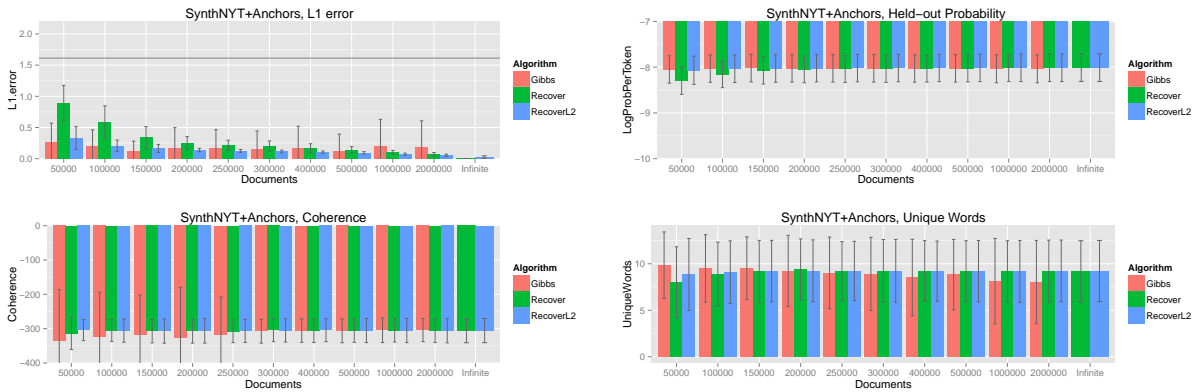 SynthNYT+Anchors, L1 error
2.0
1.5
1.0
0.5
0.0
L1.error
50000 100000 150000 200000 250000 300000 400000 500000 1000000 2000000 Infinite
Documents
Algorithm
Gibbs
Recover
RecoverL2
SynthNYT+Anchors, Held-out Probability
−7
−8
−9
−10
LogProbPerToken
50000 100000 150000 200000 250000 300000 400000 500000 1000000 2000000 Infinite
Documents
Algorithm
Gibbs
Recover
RecoverL2
SynthNYT+Anchors, Coherence
0
−100
−200
−300
−400
Coherence
50000 100000 150000 200000 250000 300000 400000 500000 1000000 2000000 Infinite
Documents
Algorithm
Gibbs
Recover
RecoverL2
SynthNYT+Anchors, Unique Words
10
5
0
UniqueWords
50000 100000 150000 200000 250000 300000 400000 500000 1000000 2000000 Infinite
Documents
Algorithm
Gibbs
Recover
RecoverL2